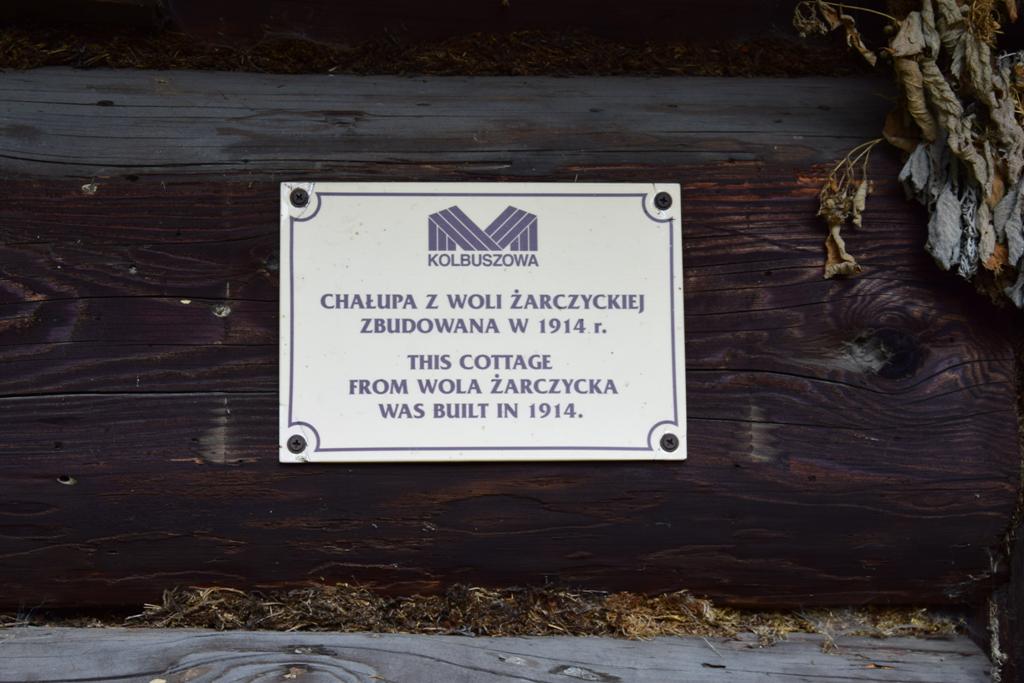 KOLBUSZOWA
CHAŁUPA Z WOLI ŻARCZYCKIEJ
ZBUDOWANA W 1914 r.
THIS COTTAGE
FROM WOLA ŻARCZYCKA
WAS BUILT IN 1914.